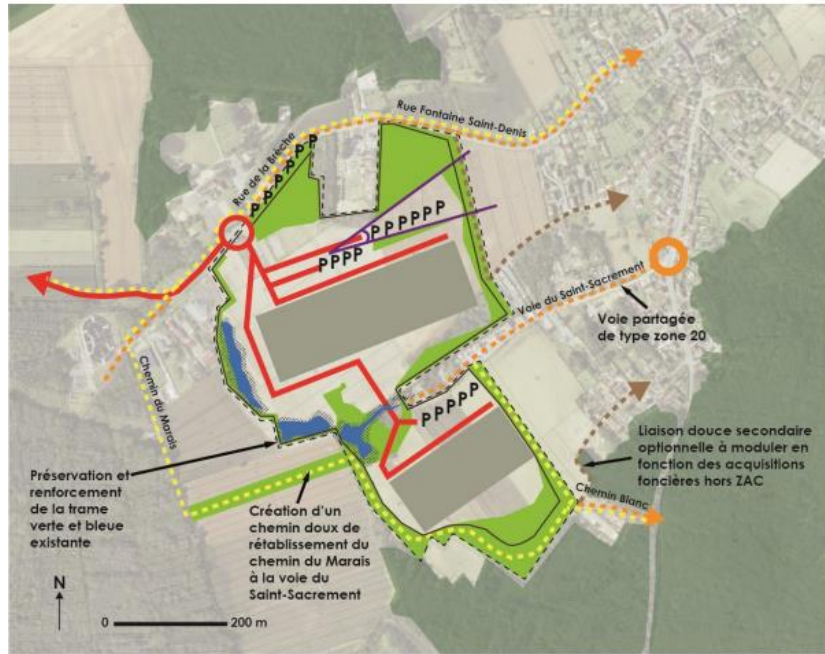 Rue Fontaine Saint-Denis
Rue de la Brèche
P P P P P P
PPPPPP
PPPP
Voie du Saint-Sacrement
Voie partagée
de type zone 20
Chemin du Marais
PPPPP
Liaison douce secondaire
optionnelle à moduler en
fonction des acquisitions
foncières hors ZAC
Préservation et
renforcement
de la trame
verte et bleue
existante
Création d'un
chemin doux de
rétablissement du
chemin du Marais
à la voie du
Saint-Sacrement
Chemin Blanc
N
0 200 m